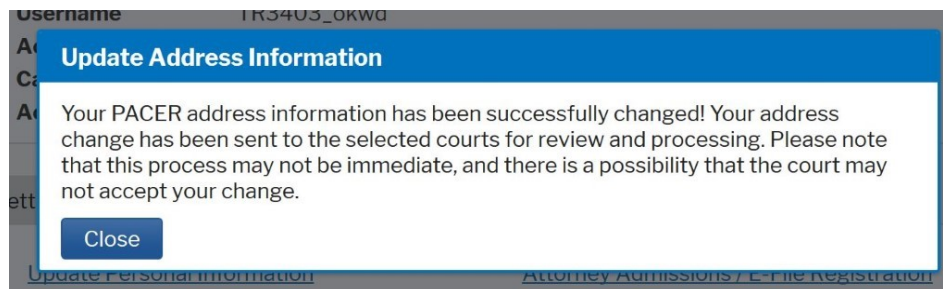 Username TR3403_okwd
Update Address Information
Your PACER address information has been successfully changed! Your address
change has been sent to the selected courts for review and processing. Please note
that this process may not be immediate, and there is a possibility that the court may
not accept your change.
Close
Update Personal Information Attorney Admissions / E-File Registration